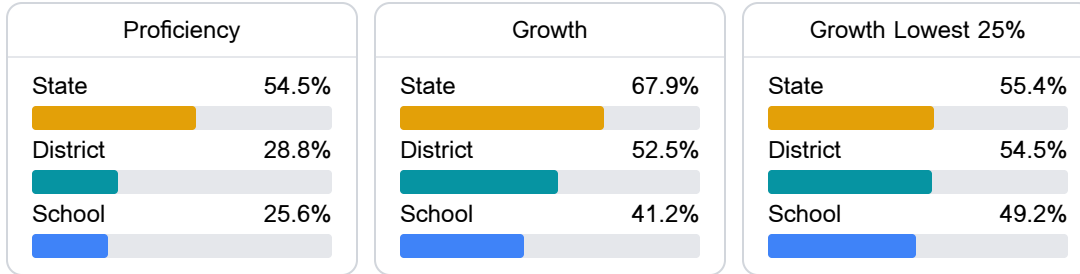 Proficiency
State 54.5%
District 28.8%
School 25.6%
Growth
State 67.9%
District 52.5%
School 41.2%
Growth Lowest 25%
State 55.4%
District 54.5%
School 49.2%